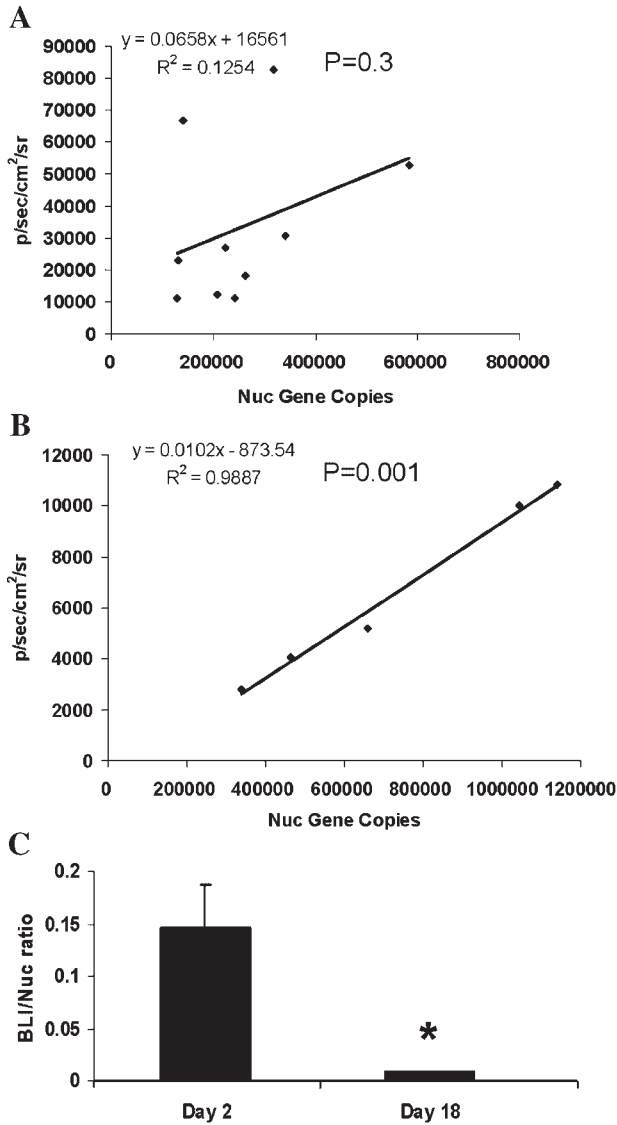 A
y = 0.0658x + 16561
R² = 0.1254
P=0.3
90000
80000
70000
60000
50000
40000
30000
20000
10000
0
p/sec/cm²/sr
0 200000 400000 600000 800000
Nuc Gene Copies
B
y = 0.0102x - 873.54
R² = 0.9887
P=0.001
12000
10000
8000
6000
4000
2000
0
p/sec/cm²/sr
0 200000 400000 600000 800000 1000000 1200000
Nuc Gene Copies
C
0.2
0.15
0.1
0.05
0
BLI/Nuc ratio
*
Day 2 Day 18